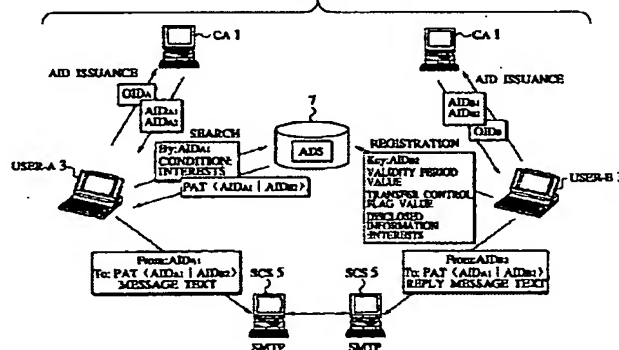 CA 1
CA 1
AID ISSUANCE
AID ISSUANCE
OIDA
AIDA1
AIDA2
7
ADS
AIDB1
AIDB2
OIDB
SEARCH
By:AIDA1
CONDITION:
INTERESTS
REGISTRATION
Key:AIDB2
VALIDITY PERIOD
VALUE
TRANSFER CONTROL
FLAG VALUE
DISCLOSED
INFORMATION
:INTERESTS
USER-A 3
USER-B 3
PAT <AIDA1 | AIDB2>
From:AIDA1
To: PAT <AIDA1 | AIDB2>
MESSAGE TEXT
From:AIDB2
To: PAT <AIDA1 | AIDB2>
REPLY MESSAGE TEXT
SCS 5
SCS 5
SMTP
SMTP